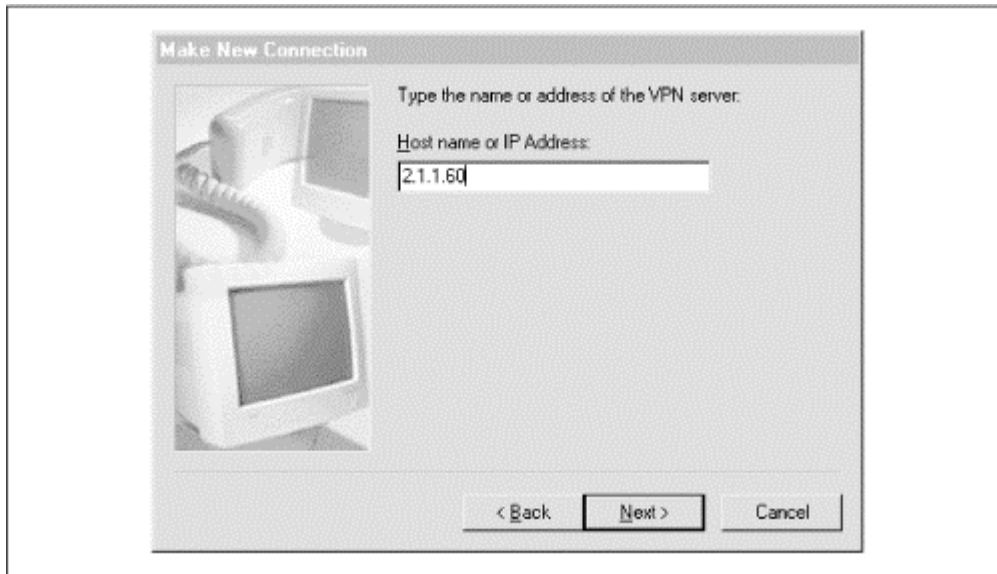 Make New Connection
Type the name or address of the VPN server:
Host name or IP Address:
2.1.1.60
< Back
Next >
Cancel